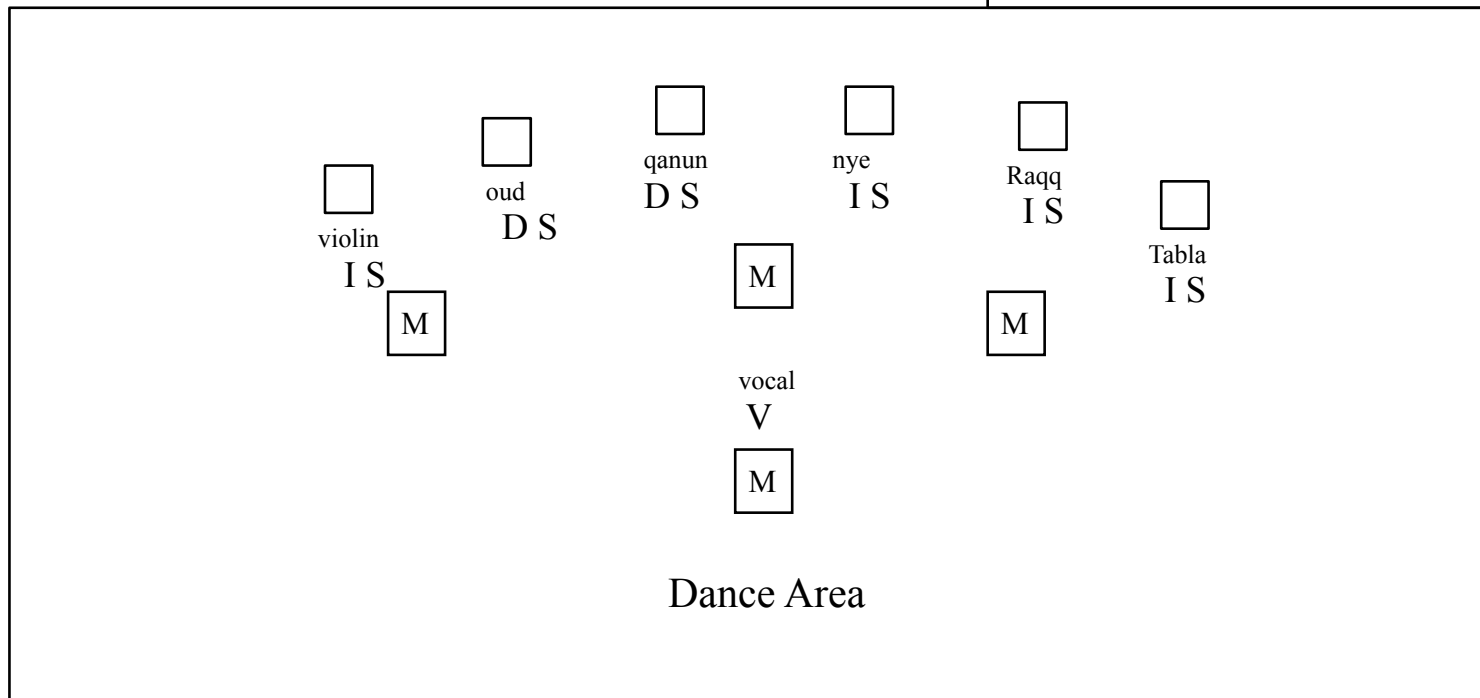 violin
I S
oud
D S
qanun
D S
nye
I S
Raqq
I S
Tabla
I S
M
M
M
vocal
V
M
Dance Area